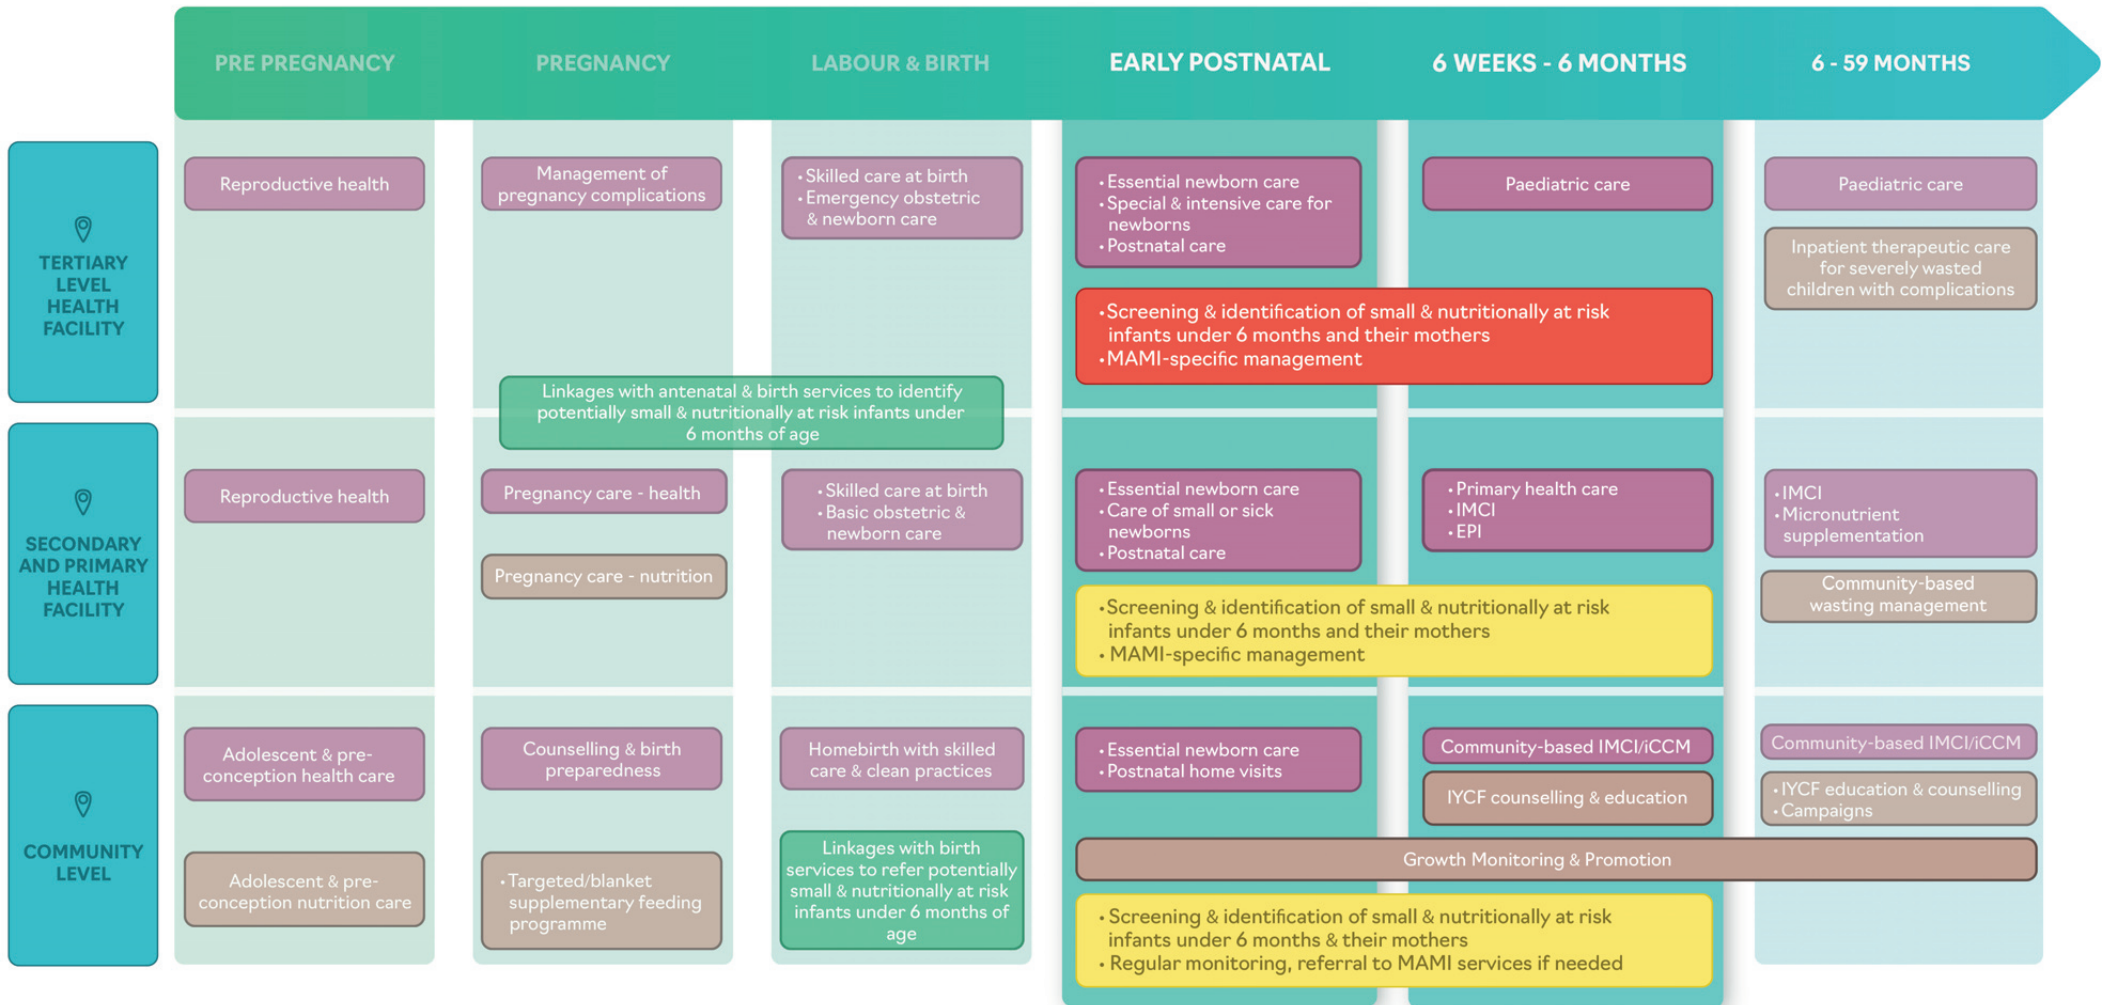 PRE PREGNANCY
PREGNANCY
LABOUR & BIRTH
EARLY POSTNATAL
6 WEEKS - 6 MONTHS
6 - 59 MONTHS
TERTIARY
LEVEL
HEALTH
FACILITY
Reproductive health
Management of
pregnancy complications
• Skilled care at birth
• Emergency obstetric
& newborn care
• Essential newborn care
• Special & intensive care for
newborns
• Postnatal care
Paediatric care
Paediatric care
Inpatient therapeutic care
for severely wasted
children with complications
• Screening & identification of small & nutritionally at risk
infants under 6 months and their mothers
• MAMI-specific management
Linkages with antenatal & birth services to identify
potentially small & nutritionally at risk infants under
6 months of age
SECONDARY
AND PRIMARY
HEALTH
FACILITY
Reproductive health
Pregnancy care - health
Pregnancy care - nutrition
• Skilled care at birth
• Basic obstetric &
newborn care
• Essential newborn care
• Care of small or sick
newborns
• Postnatal care
• Primary health care
• IMCI
• EPI
• IMCI
• Micronutrient
supplementation
Community-based
wasting management
• Screening & identification of small & nutritionally at risk
infants under 6 months and their mothers
• MAMI-specific management
COMMUNITY
LEVEL
Adolescent & pre-
conception health care
Adolescent & pre-
conception nutrition care
Counselling & birth
preparedness
• Targeted/blanket
supplementary feeding
programme
Homebirth with skilled
care & clean practices
Linkages with birth
services to refer potentially
small & nutritionally at risk
infants under 6 months of
age
• Essential newborn care
• Postnatal home visits
Community-based IMCI/iCCM
IYCF counselling & education
Community-based IMCI/iCCM
• IYCF education & counselling
• Campaigns
Growth Monitoring & Promotion
• Screening & identification of small & nutritionally at risk
infants under 6 months & their mothers
• Regular monitoring, referral to MAMI services if needed